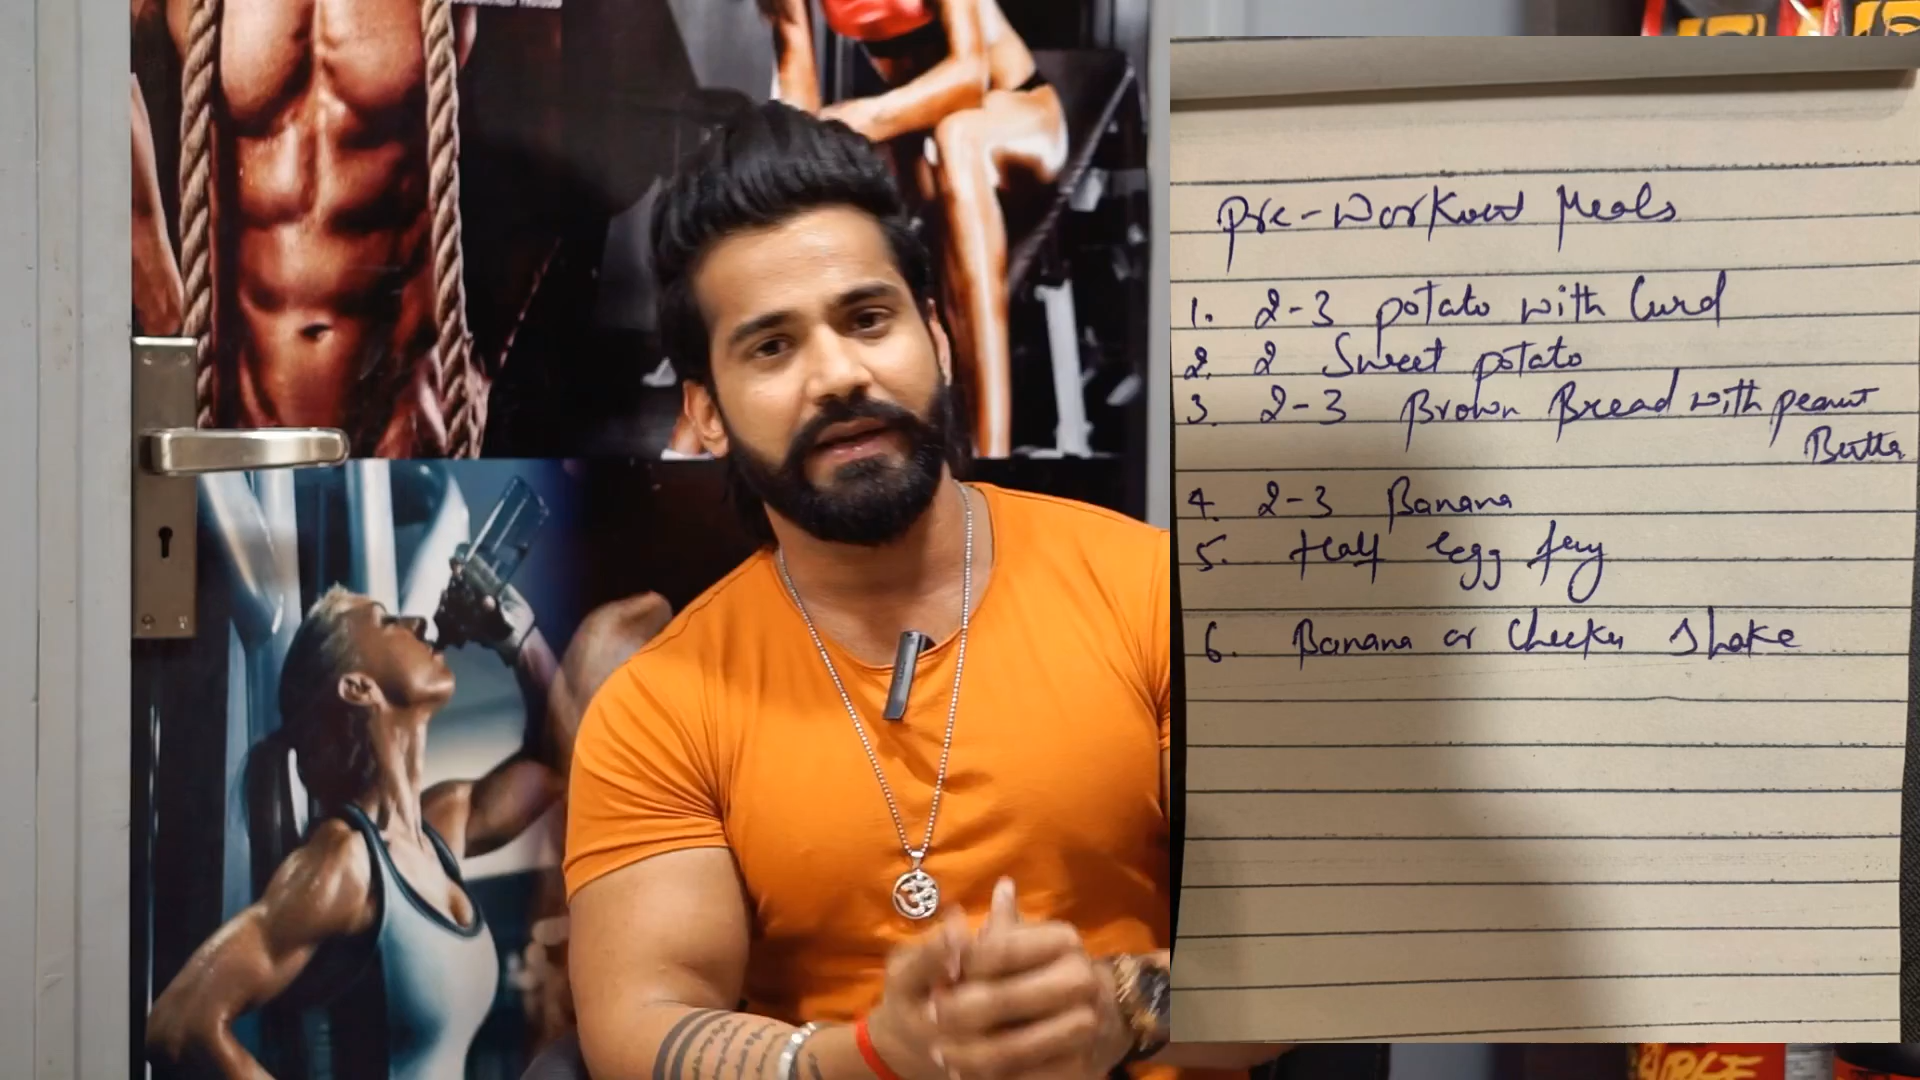 Pre-Workout Meals
1. 2-3 potato with Curd
2. 2 Sweet potato
3. 2-3 Brown Bread with peanut
Butter
4. 2-3 Banana
5. Half egg fry
6. Banana or Cheeku Shake